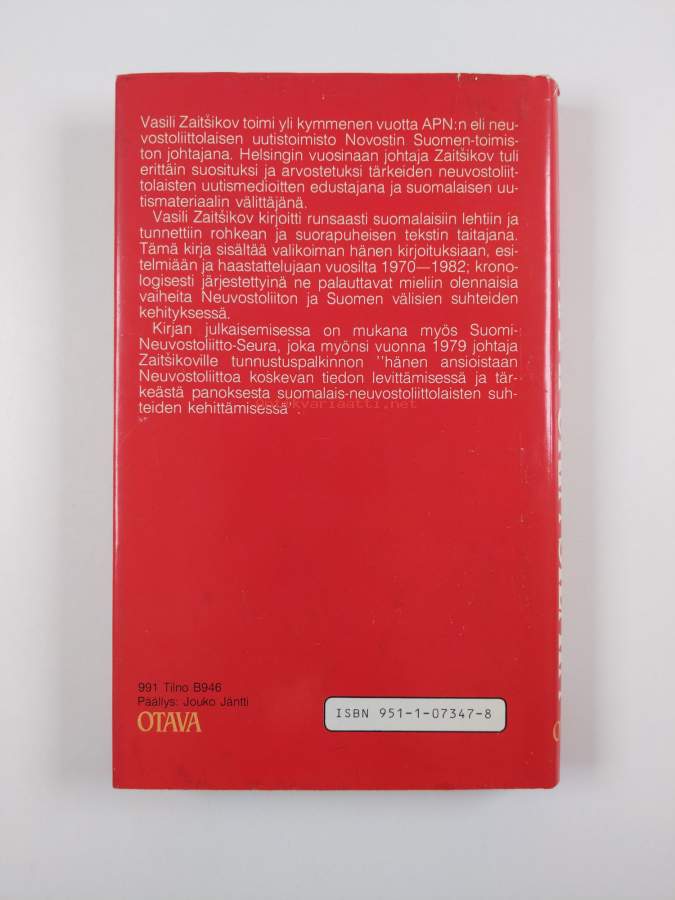 Vasili Zaitšikov toimi yli kymmenen vuotta APN:n eli neu-
vostoliittolaisen uutistoimisto Novostin Suomen-toimis-
ton johtajana. Helsingin vuosinaan johtaja Zaitšikov tuli
erittäin suosituksi ja arvostetuksi tärkeiden neuvostoliit-
tolaisten uutismedioitten edustajana ja suomalaisen uu-
tismateriaalin välittäjänä.
Vasili Zaitšikov kirjoitti runsaasti suomalaisiin lehtiin ja
tunnettiin rohkean ja suorapuheisen tekstin taitajana.
Tämä kirja sisältää valikoiman hänen kirjoituksiaan, esi-
telmiään ja haastattelujaan vuosilta 1970—1982; krono-
logisesti järjestettyinä ne palauttavat mieliin olennaisia
vaiheita Neuvostoliiton ja Suomen välisien suhteiden
kehityksessä.
Kirjan julkaisemisessa on mukana myös Suomi-
Neuvostoliitto-Seura, joka myönsi vuonna 1979 johtaja
Zaitšikoville tunnustuspalkinnon "hänen ansioistaan
Neuvostoliittoa koskevan tiedon levittämisessä ja tär-
keästä panoksesta suomalais-neuvostoliittolaisten suh-
teiden kehittämisessä".
991 Tiino B946
Päällys: Jouko Jäntti
OTAVA
ISBN 951-1-07347-8